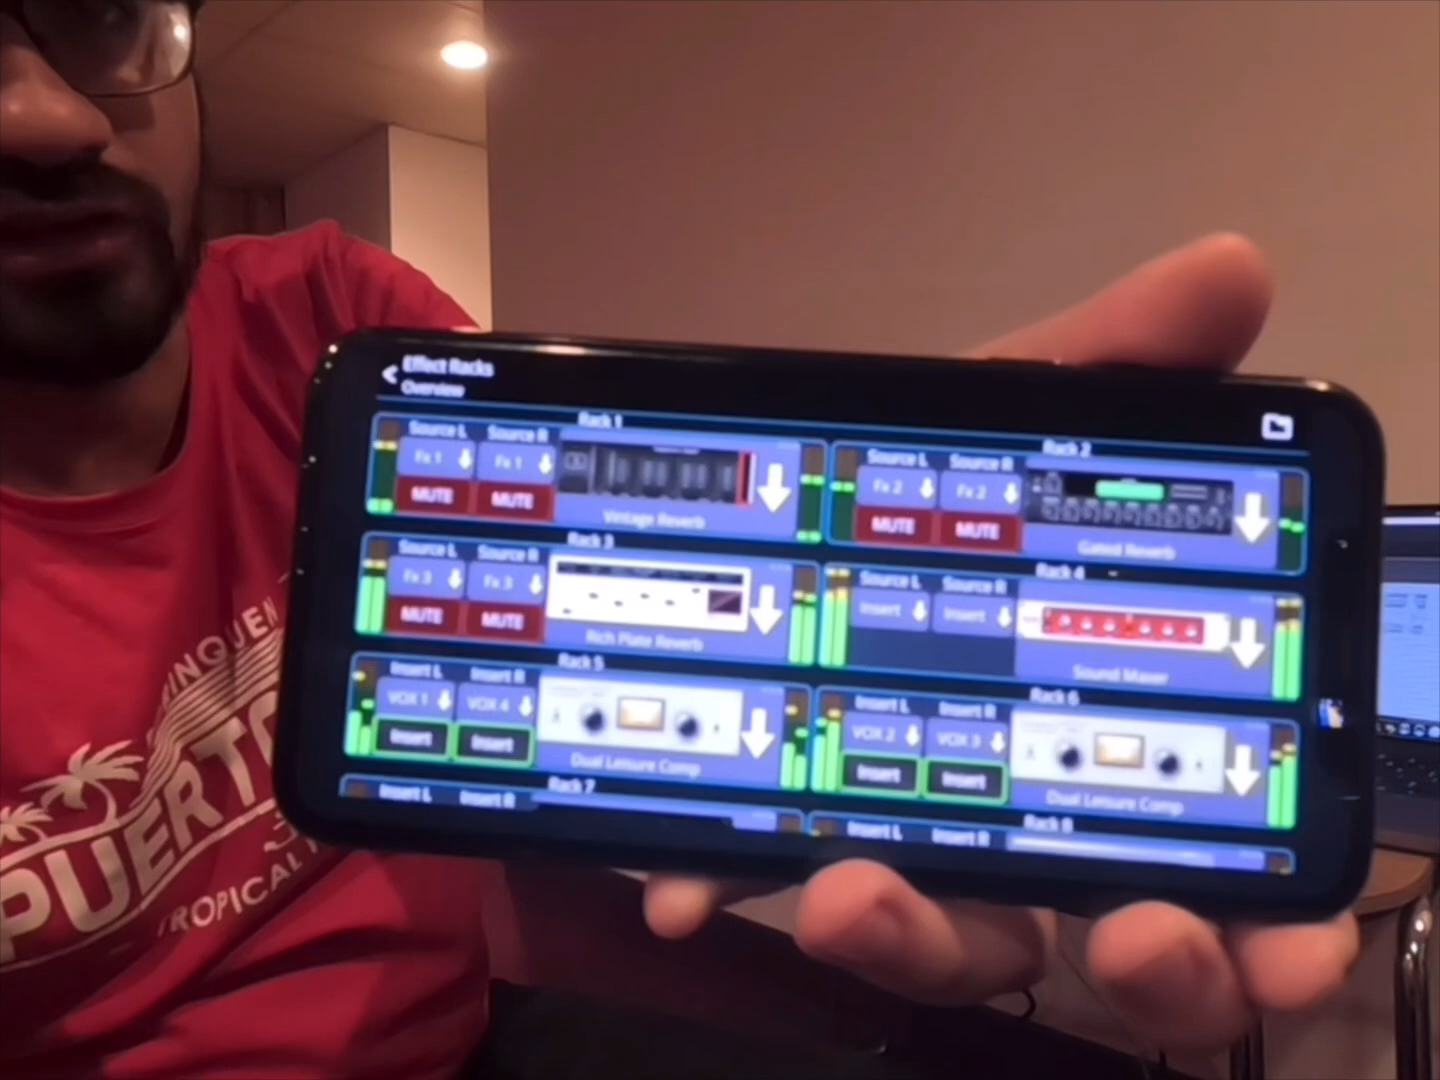 Effect Racks
Overview
Rack 1
Source L
Source R
Fx 1
Fx 1
MUTE
MUTE
Vintage Reverb
Rack 2
Source L
Source R
Fx 2
Fx 2
MUTE
MUTE
Gated Reverb
Rack 3
Source L
Source R
Fx 3
Fx 3
MUTE
MUTE
Rich Plate Reverb
Rack 4
Source L
Source R
Insert
Insert
Sound Maxer
Rack 5
Insert L
Insert R
VOX 1
VOX 4
Insert
Insert
Dual Leisure Comp
Rack 6
Insert L
Insert R
VOX 2
VOX 3
Insert
Insert
Dual Leisure Comp
Rack 7
Insert L
Insert R
Rack 8
Insert L
Insert R
PUERTO
TROPICAL